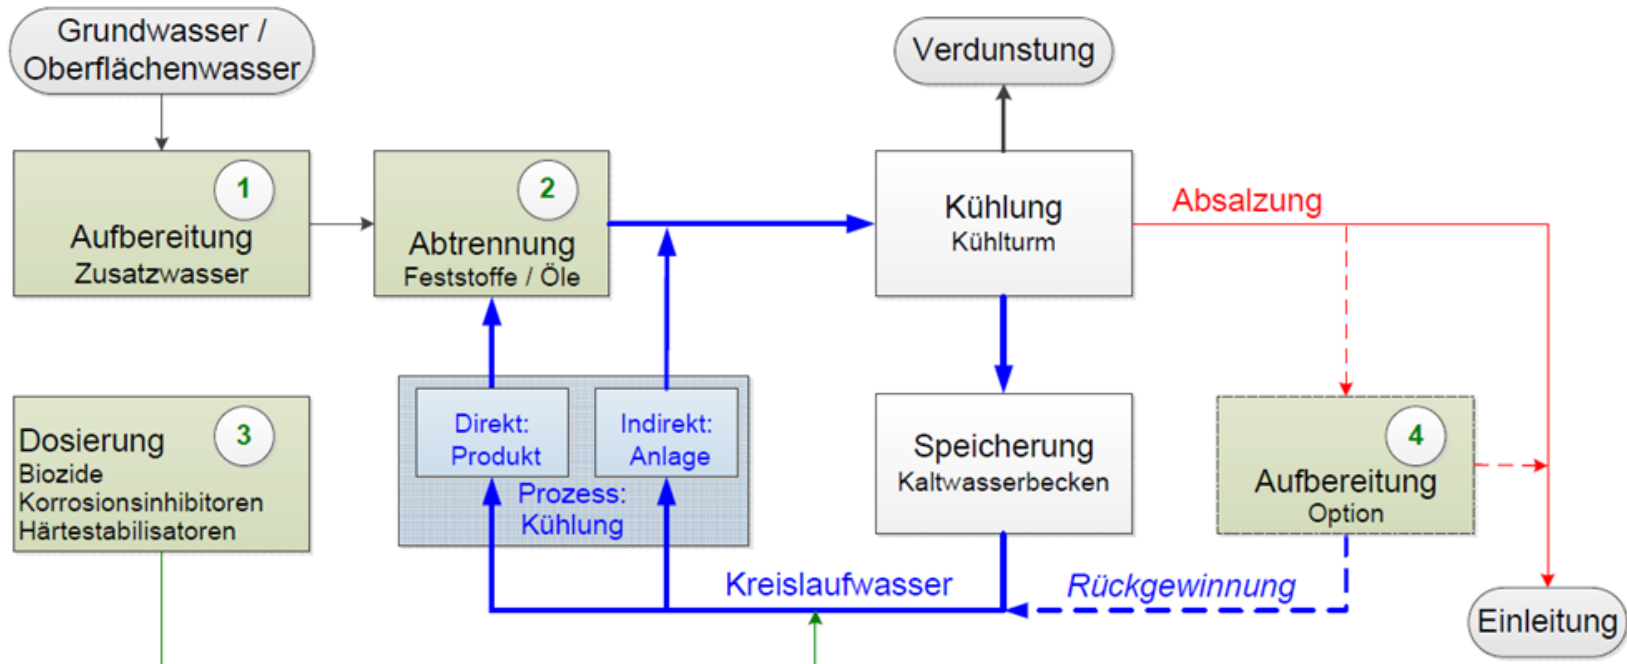 Grundwasser /
Oberflächenwasser
Verdunstung
1
Aufbereitung
Zusatzwasser
2
Abtrennung
Feststoffe / Öle
Kühlung
Kühlturm
Absalzung
3
Dosierung
Biozide
Korrosionsinhibitoren
Härtestabilisatoren
Direkt:
Produkt
Indirekt:
Anlage
Prozess:
Kühlung
Speicherung
Kaltwasserbecken
4
Aufbereitung
Option
Kreislaufwasser
Rückgewinnung
Einleitung